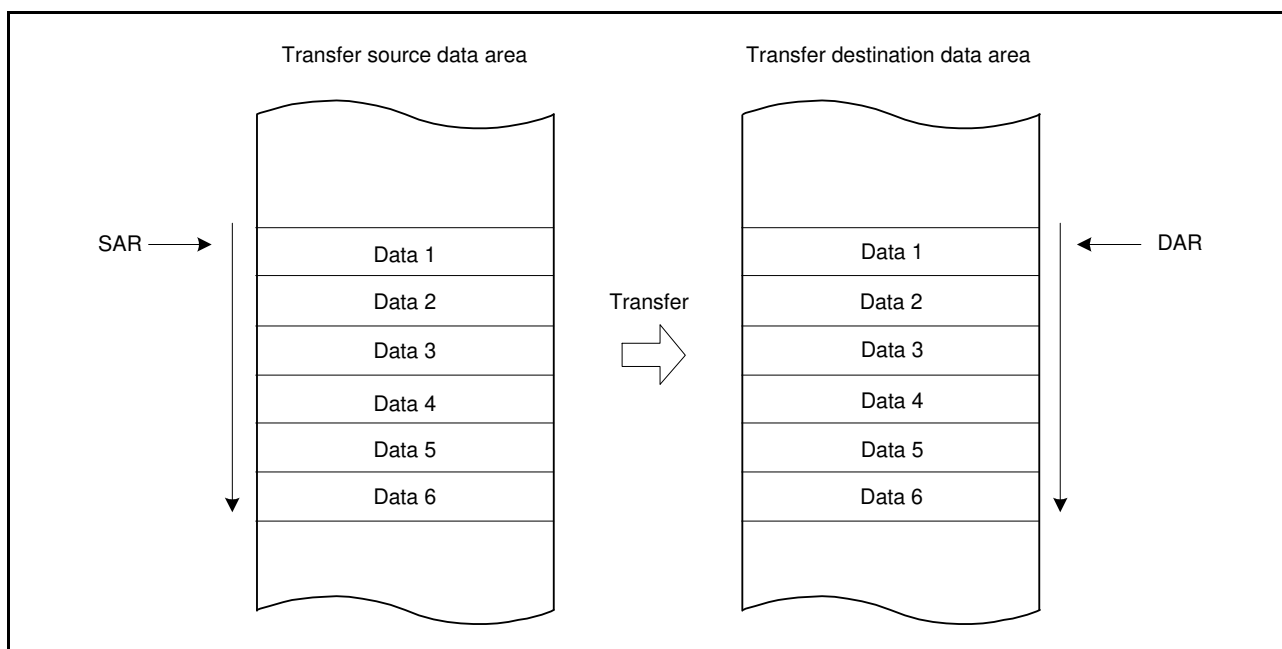 Transfer source data area
Transfer destination data area
SAR
Data 1
Data 2
Data 3
Data 4
Data 5
Data 6
Transfer
Data 1
Data 2
Data 3
Data 4
Data 5
Data 6
DAR